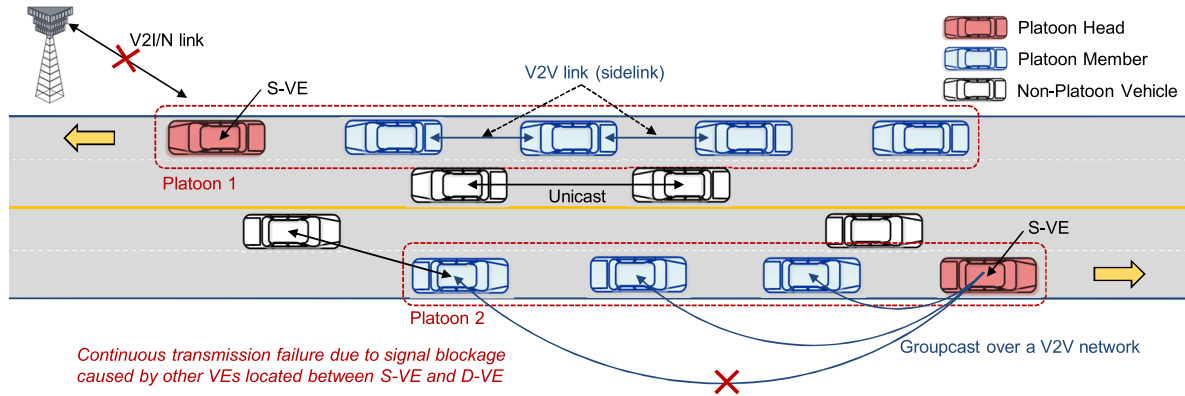 V2I/N link
S-VE
V2V link (sidelink)
Platoon Head
Platoon Member
Non-Platoon Vehicle
Platoon 1
Unicast
S-VE
Platoon 2
Groupcast over a V2V network
Continuous transmission failure due to signal blockage
caused by other VEs located between S-VE and D-VE